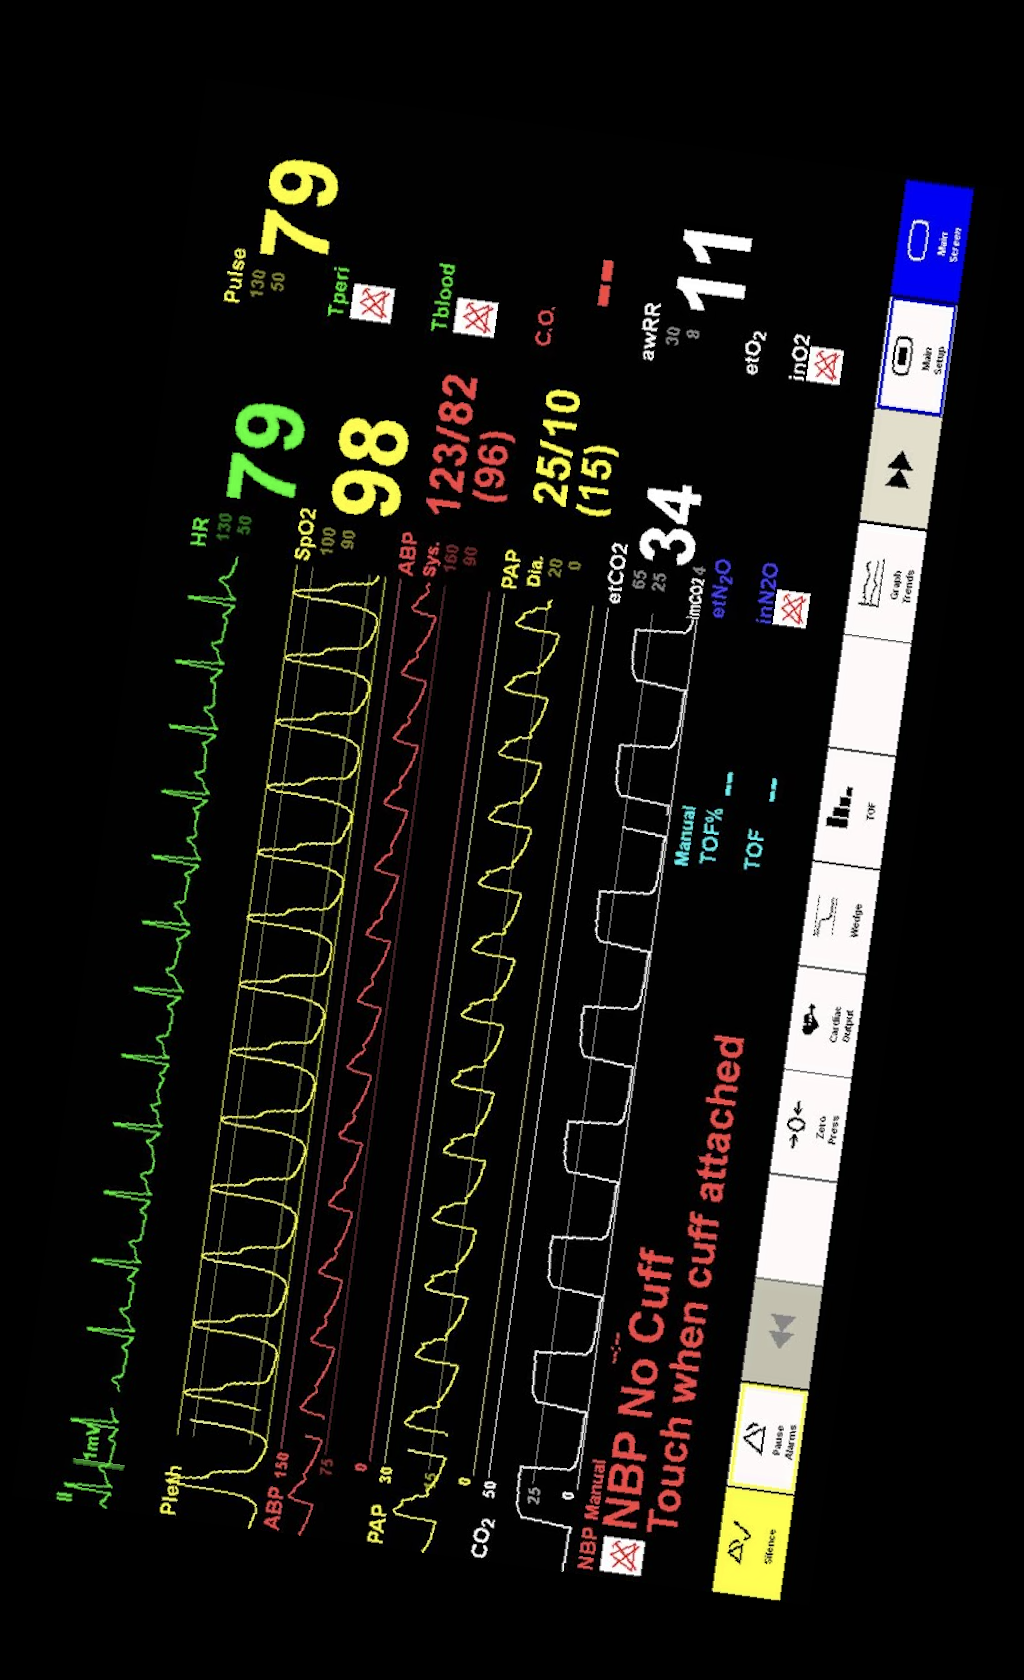 II
1mV
HR
130
50
79
Pulse
130
50
79
Pleth
SpO2
100
90
98
Tperi
ABP
150
75
0
ABP
Sys.
160
90
123/82
(96)
Tblood
PAP
30
15
0
PAP
Dia.
20
0
25/10
(15)
C.O.
---
CO2
50
25
0
etCO2
65
25
34
imCO2 4
awRR
30
8
11
NBP Manual
--:--
NBP No Cuff
Touch when cuff attached
Manual
TOF%
--
TOF
--
etN2O
inN2O
etO2
inO2
Silence
Pause
Alarms
Zero
Press
Cardiac
Output
Wedge
TOF
Graph
Trends
Main
Setup
Main
Screen